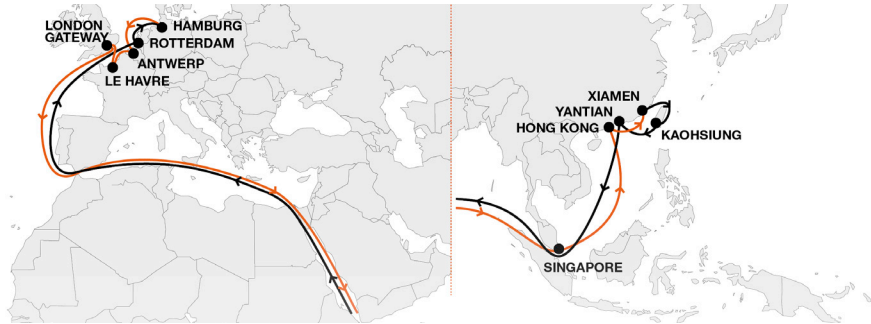 LONDON
GATEWAY
HAMBURG
ROTTERDAM
ANTWERP
LE HAVRE
XIAMEN
YANTIAN
HONG KONG
KAOHSIUNG
SINGAPORE